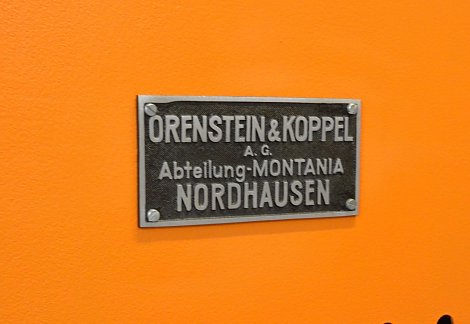 ORENSTEIN & KOPPEL
A. G.
Abteilung-MONTANIA
NORDHAUSEN